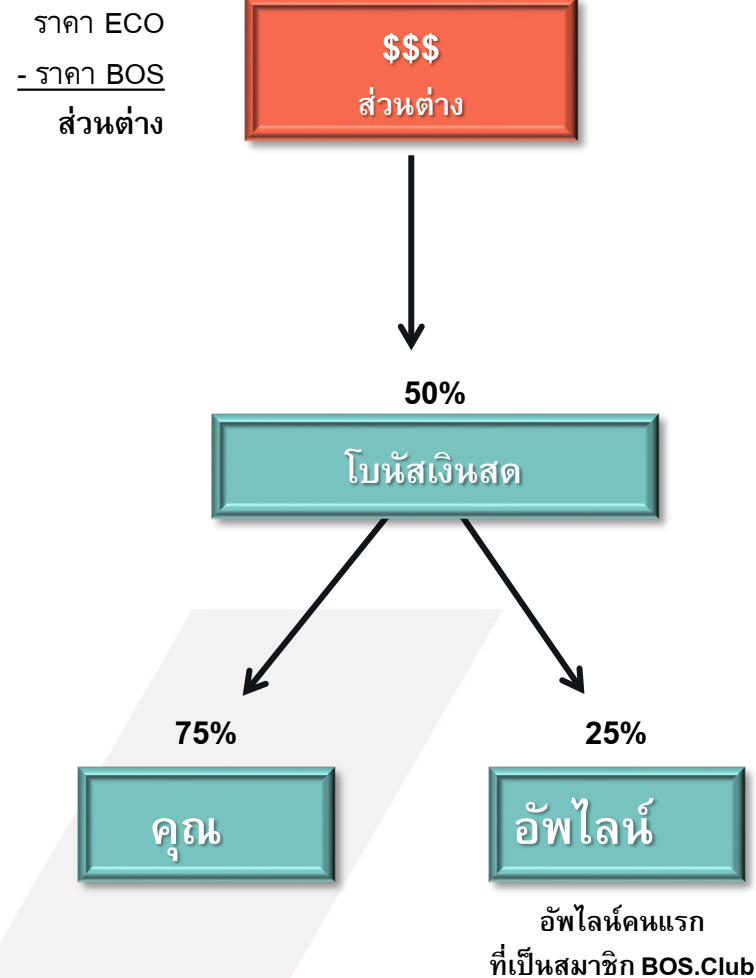 ราคา ECO
- ราคา BOS
ส่วนต่าง
$$$
ส่วนต่าง
50%
โบนัสเงินสด
75%
25%
คุณ
อัพไลน์
อัพไลน์คนแรก
ที่เป็นสมาชิก BOS.Club